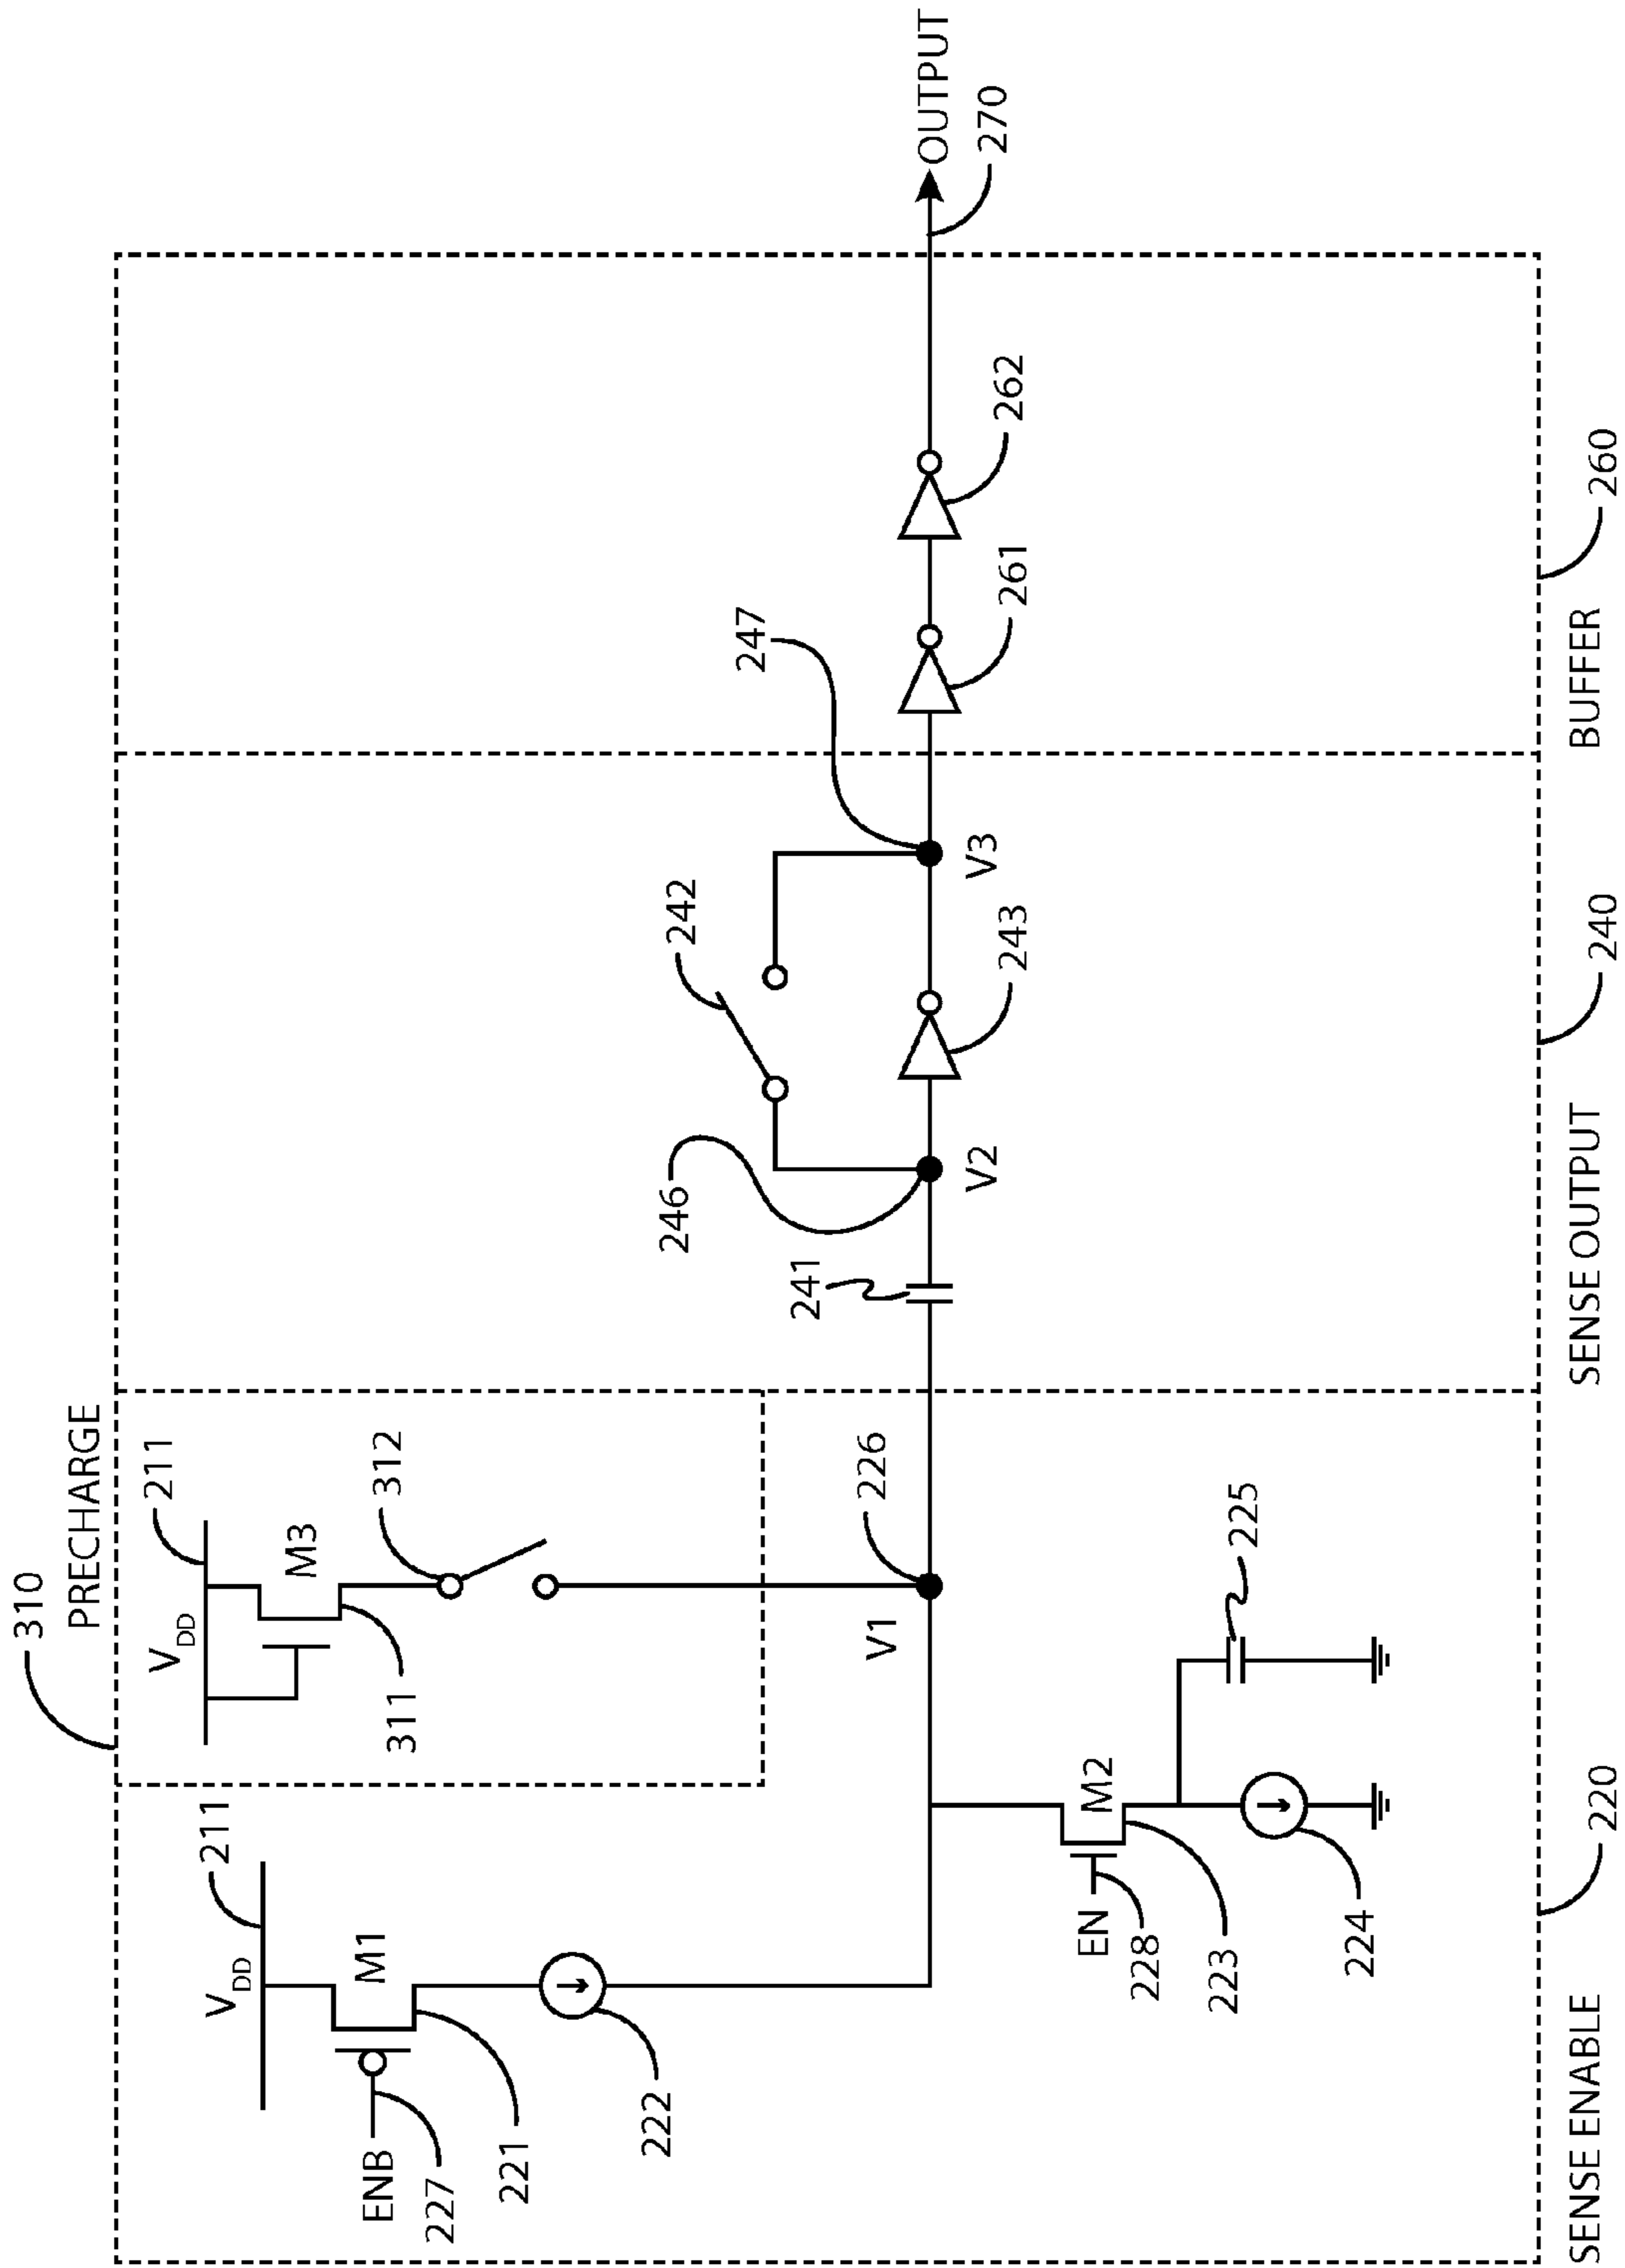 310
PRECHARGE
211
V_DD
M3
311
312
211
V_DD
M1
ENB
227
221
222
V1
226
EN
228
M2
223
224
225
241
246
V2
242
243
V3
247
261
262
OUTPUT
270
SENSE ENABLE
220
SENSE OUTPUT
240
BUFFER
260